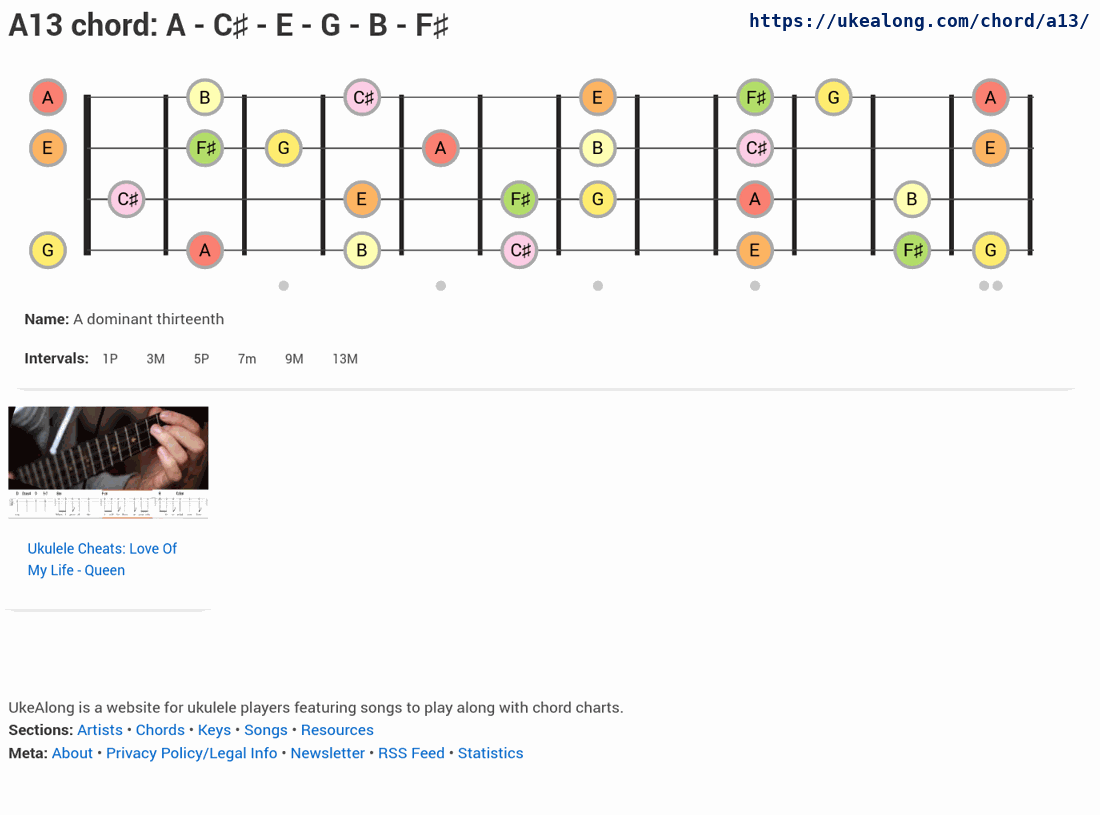 A13 chord: A - C♯ - E - G - B - F♯
https://ukealong.com/chord/a13/
A B C♯ E F♯ G A
E F♯ G A B C♯ E
C♯ E F♯ G A B
G A B C♯ E F♯ G
Name: A dominant thirteenth
Intervals: 1P 3M 5P 7m 9M 13M
Ukulele Cheats: Love Of
My Life - Queen
UkeAlong is a website for ukulele players featuring songs to play along with chord charts.
Sections: Artists • Chords • Keys • Songs • Resources
Meta: About • Privacy Policy/Legal Info • Newsletter • RSS Feed • Statistics